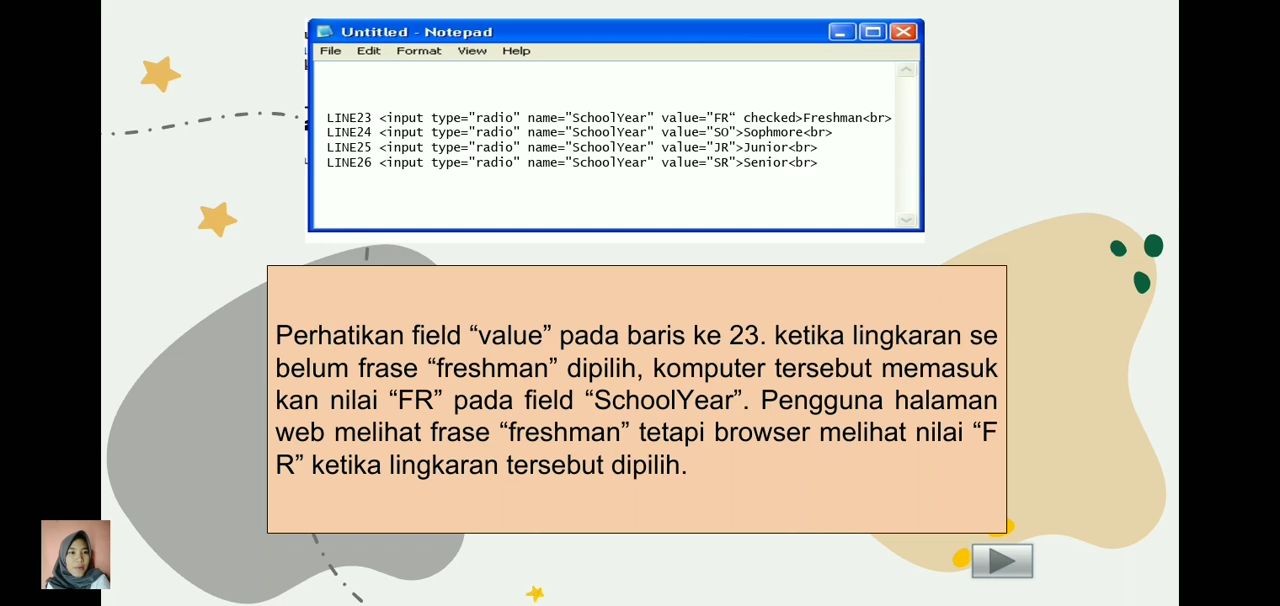 Untitled - Notepad
File Edit Format View Help
LINE23 <input type="radio" name="SchoolYear" value="FR“ checked>Freshman<br>
LINE24 <input type="radio" name="SchoolYear" value="SO">Sophmore<br>
LINE25 <input type="radio" name="SchoolYear" value="JR">Junior<br>
LINE26 <input type="radio" name="SchoolYear" value="SR">Senior<br>
Perhatikan field “value” pada baris ke 23. ketika lingkaran se
belum frase “freshman” dipilih, komputer tersebut memasuk
kan nilai “FR” pada field “SchoolYear”. Pengguna halaman
web melihat frase “freshman” tetapi browser melihat nilai “F
R” ketika lingkaran tersebut dipilih.